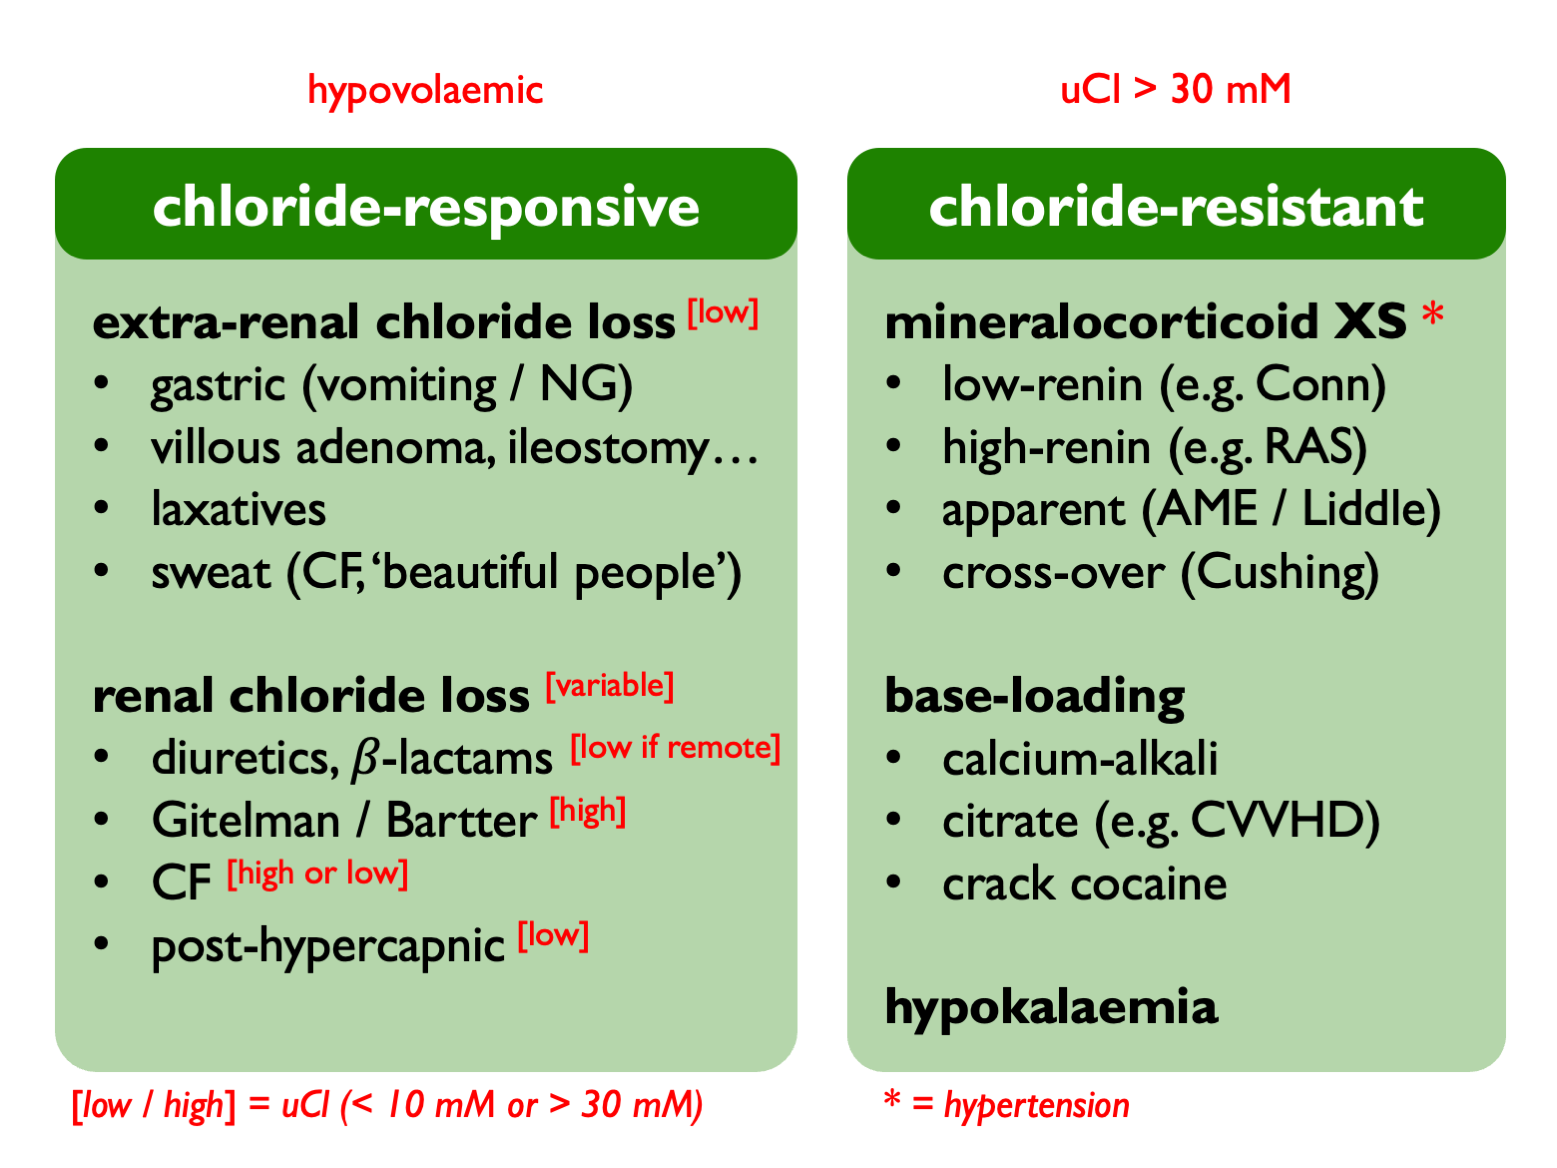 hypovolaemic
chloride-responsive
extra-renal chloride loss [low]
• gastric (vomiting / NG)
• villous adenoma, ileostomy…
• laxatives
• sweat (CF, ‘beautiful people’)
renal chloride loss [variable]
• diuretics, β-lactams [low if remote]
• Gitelman / Bartter [high]
• CF [high or low]
• post-hypercapnic [low]
[low / high] = uCl (< 10 mM or > 30 mM)
uCl > 30 mM
chloride-resistant
mineralocorticoid XS *
• low-renin (e.g. Conn)
• high-renin (e.g. RAS)
• apparent (AME / Liddle)
• cross-over (Cushing)
base-loading
• calcium-alkali
• citrate (e.g. CVVHD)
• crack cocaine
hypokalaemia
* = hypertension